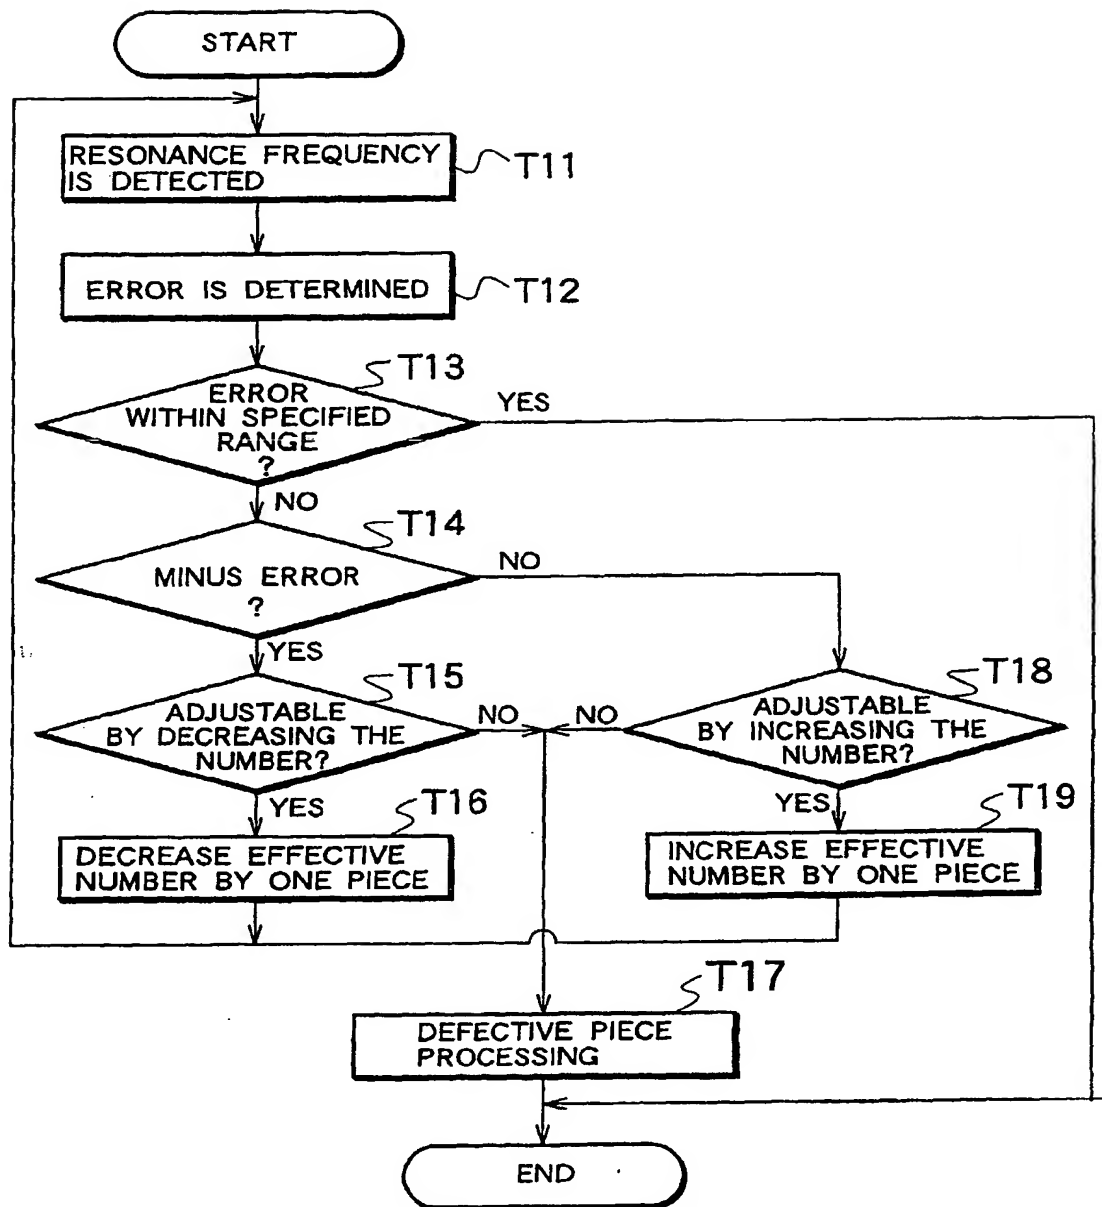 START
RESONANCE FREQUENCY
IS DETECTED
T11
ERROR IS DETERMINED
T12
T13
ERROR
WITHIN SPECIFIED
RANGE
?
YES
NO
T14
MINUS ERROR
?
NO
YES
T15
ADJUSTABLE
BY DECREASING THE
NUMBER?
NO
NO
T18
ADJUSTABLE
BY INCREASING THE
NUMBER?
YES
T16
DECREASE EFFECTIVE
NUMBER BY ONE PIECE
YES
T19
INCREASE EFFECTIVE
NUMBER BY ONE PIECE
T17
DEFECTIVE PIECE
PROCESSING
END